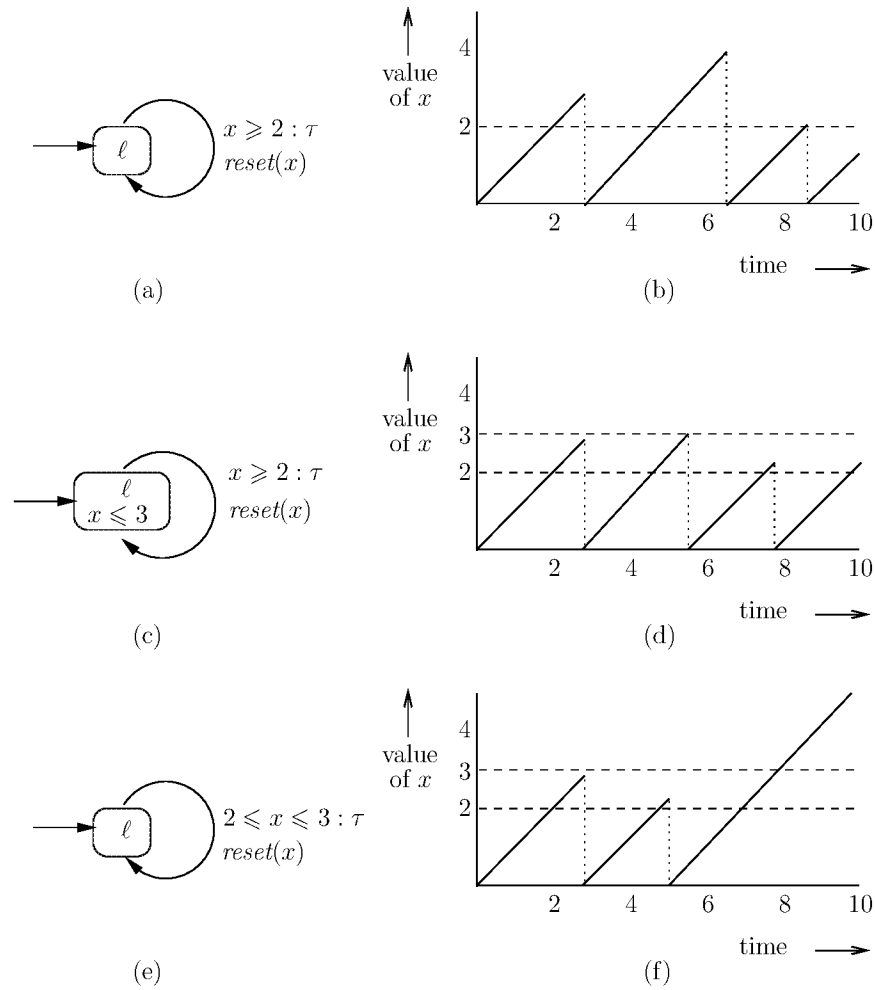 ℓ
x ⩾ 2 : τ
reset(x)
(a)
value
of x
4
2
2 4 6 8 10
time
(b)
ℓ
x ⩽ 3
x ⩾ 2 : τ
reset(x)
(c)
value
of x
4
3
2
2 4 6 8 10
time
(d)
ℓ
2 ⩽ x ⩽ 3 : τ
reset(x)
(e)
value
of x
4
3
2
2 4 6 8 10
time
(f)